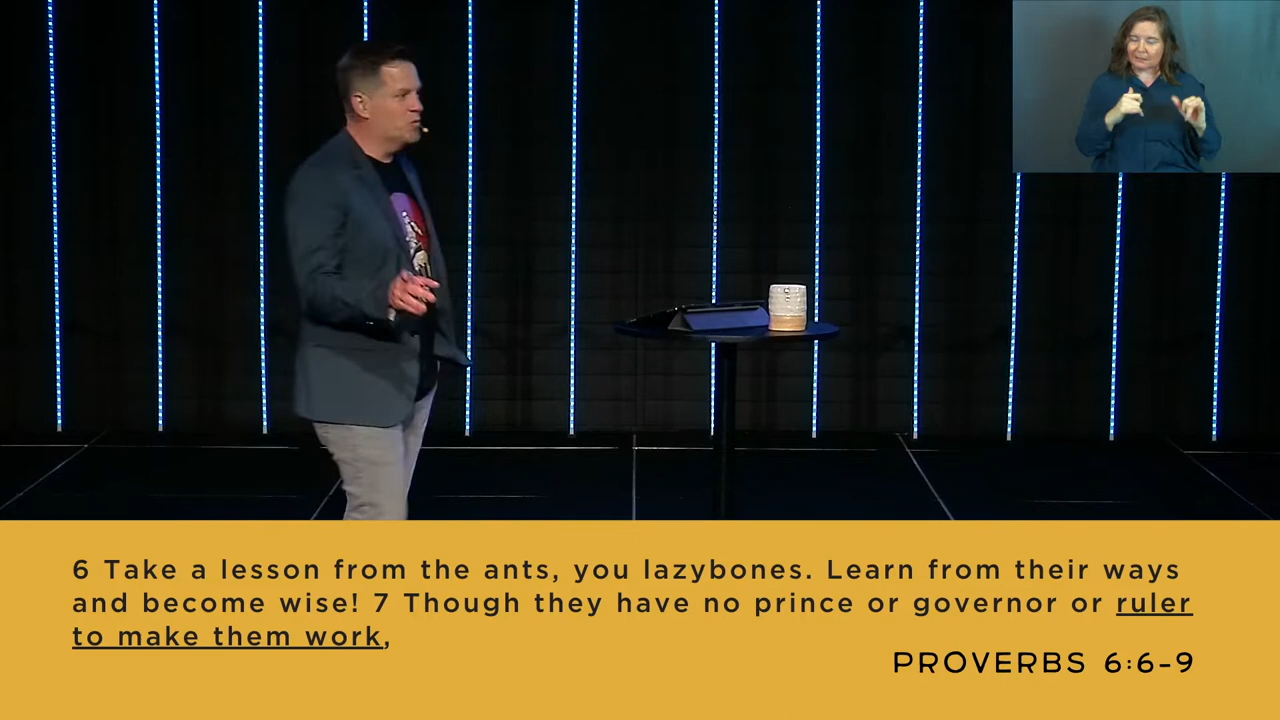 6 Take a lesson from the ants, you lazybones. Learn from their ways
and become wise! 7 Though they have no prince or governor or ruler
to make them work,
PROVERBS 6:6-9